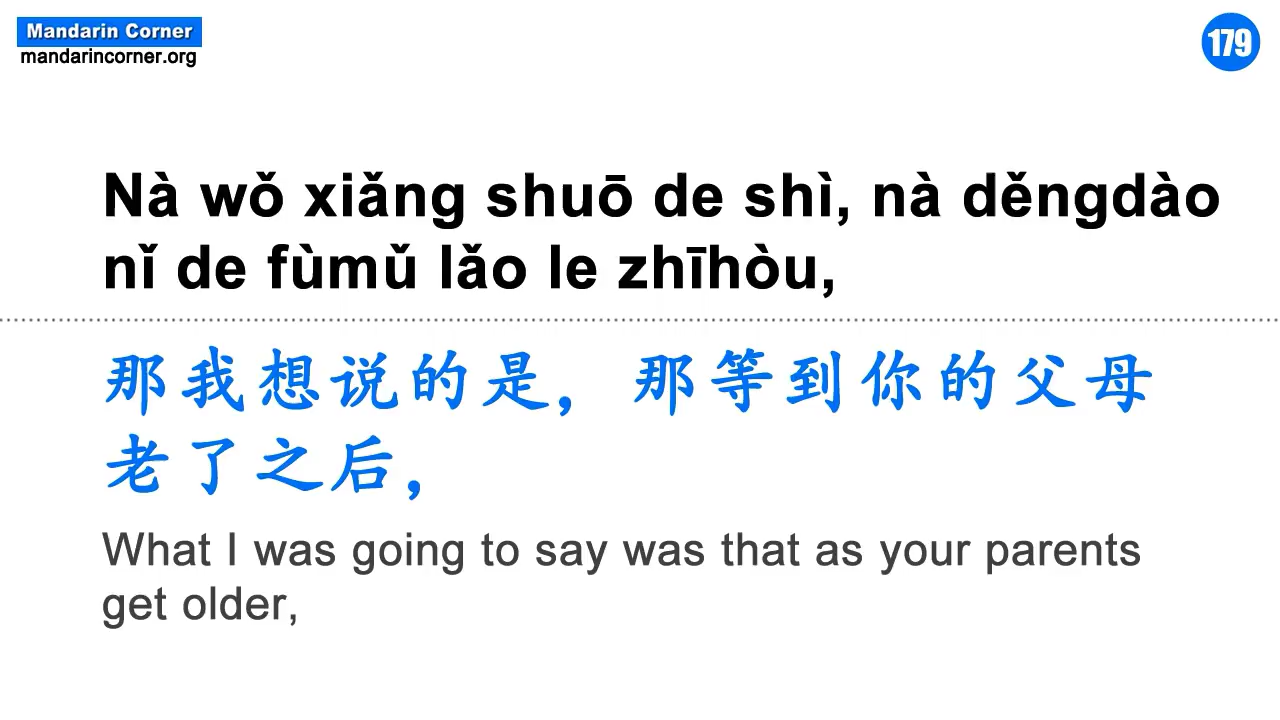 Mandarin Corner
mandarincorner.org
179
Nà wǒ xiǎng shuō de shì, nà děngdào
nǐ de fùmǔ lǎo le zhīhòu,
那我想说的是，那等到你的父母
老了之后，
What I was going to say was that as your parents
get older,